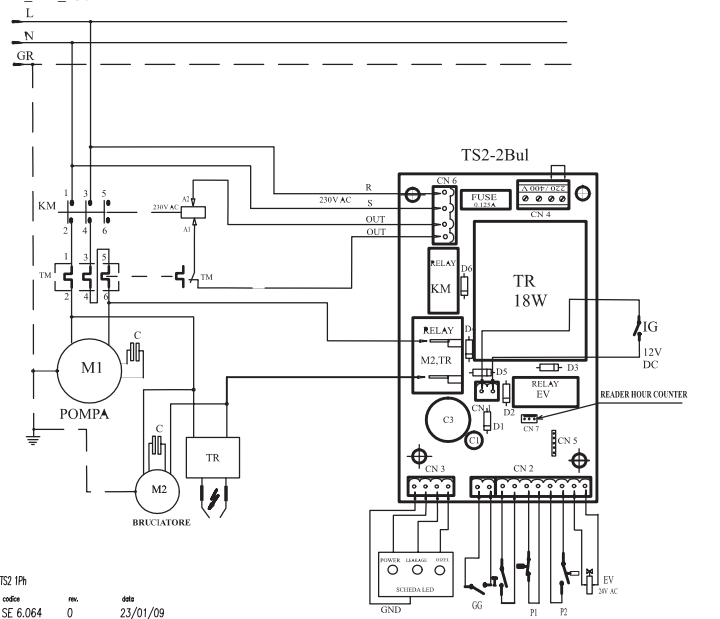 L
N
GR
TS2-2Bul
CN 6
R
S
230V AC
OUT
OUT
FUSE
0.125A
220 / 400 V
CN 4
KM
1 3 5
2 4 6
230V AC
A2
A1
TM
1 3 5
2 4 6
TM
RELAY
KM
D6
TR
18W
RELAY
M2,TR
D5
D3
IG
12V
DC
RELAY
EV
D2
D1
CN 1
C3
C1
CN 7
READER HOUR COUNTER
CN 5
M1
C
POMPA
C
M2
BRUCIATORE
TR
CN 3
CN 2
POWER LEAKAGE
SCHEDA LED
GND
GG
P1
P2
EV
24V AC
TS2 1Ph
codice rev. data
SE 6.064 0 23/01/09